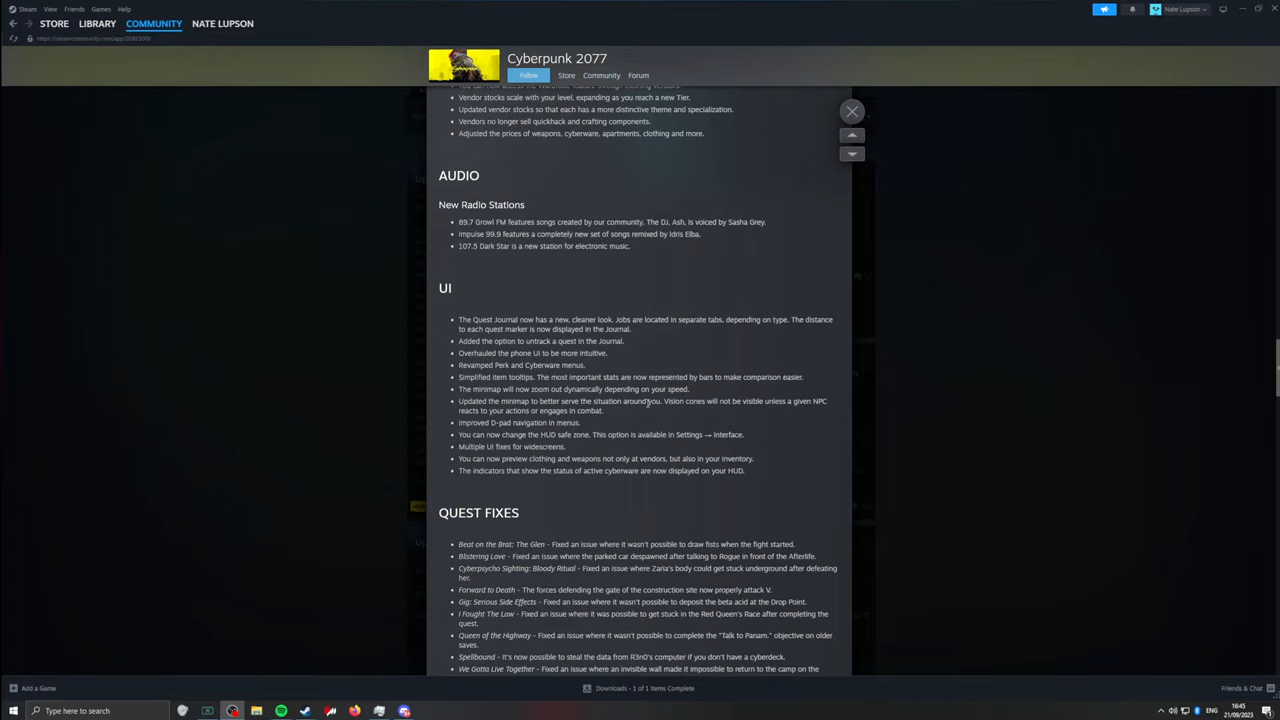 Steam View Friends Games Help
Nate Lupson
STORE LIBRARY COMMUNITY NATE LUPSON
https://steamcommunity.com/app/1091500/
Cyberpunk 2077
Follow Store Community Forum
You can now access the Wardrobe feature through clothing vendors.
Vendor stocks scale with your level, expanding as you reach a new Tier.
Updated vendor stocks so that each has a more distinctive theme and specialization.
Vendors no longer sell quickhack and crafting components.
Adjusted the prices of weapons, cyberware, apartments, clothing and more.
AUDIO
New Radio Stations
89.7 Growl FM features songs created by our community. The DJ, Ash, is voiced by Sasha Grey.
Impulse 99.9 features a completely new set of songs remixed by Idris Elba.
107.5 Dark Star is a new station for electronic music.
UI
The Quest Journal now has a new, cleaner look. Jobs are located in separate tabs, depending on type. The distance
to each quest marker is now displayed in the Journal.
Added the option to untrack a quest in the Journal.
Overhauled the phone UI to be more intuitive.
Revamped Perk and Cyberware menus.
Simplified item tooltips. The most important stats are now represented by bars to make comparison easier.
The minimap will now zoom out dynamically depending on your speed.
Updated the minimap to better serve the situation around you. Vision cones will not be visible unless a given NPC
reacts to your actions or engages in combat.
Improved D-pad navigation in menus.
You can now change the HUD safe zone. This option is available in Settings → Interface.
Multiple UI fixes for widescreens.
You can now preview clothing and weapons not only at vendors, but also in your inventory.
The indicators that show the status of active cyberware are now displayed on your HUD.
QUEST FIXES
Beat on the Brat: The Glen - Fixed an issue where it wasn't possible to draw fists when the fight started.
Blistering Love - Fixed an issue where the parked car despawned after talking to Rogue in front of the Afterlife.
Cyberpsycho Sighting: Bloody Ritual - Fixed an issue where Zaria's body could get stuck underground after defeating
her.
Forward to Death - The forces defending the gate of the construction site now properly attack V.
Gig: Serious Side Effects - Fixed an issue where it wasn't possible to deposit the beta acid at the Drop Point.
I Fought The Law - Fixed an issue where it was possible to get stuck in the Red Queen's Race after completing the
quest.
Queen of the Highway - Fixed an issue where it wasn't possible to complete the "Talk to Panam." objective on older
saves.
Spellbound - It's now possible to steal the data from R3n0's computer if you don't have a cyberdeck.
We Gotta Live Together - Fixed an issue where an invisible wall made it impossible to return to the camp on the
Add a Game Downloads - 1 of 1 Items Complete Friends & Chat
Type here to search
ENG
16:45
21/09/2023